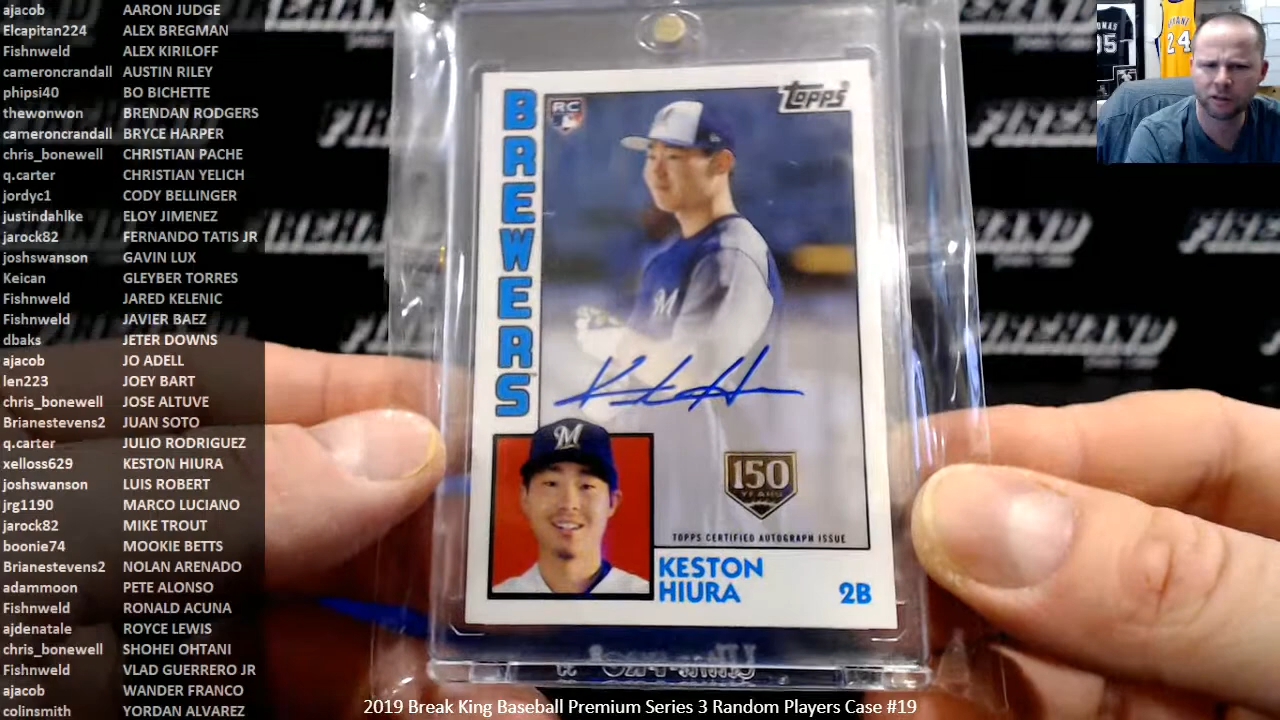 ajacob AARON JUDGE
Elcapitan224 ALEX BREGMAN
Fishnweld ALEX KIRILOFF
cameroncrandall AUSTIN RILEY
phipsi40 BO BICHETTE
thewonwon BRENDAN RODGERS
cameroncrandall BRYCE HARPER
chris_bonewell CHRISTIAN PACHE
q.carter CHRISTIAN YELICH
jordyc1 CODY BELLINGER
justindahlke ELOY JIMENEZ
jarock82 FERNANDO TATIS JR
joshswanson GAVIN LUX
Keican GLEYBER TORRES
Fishnweld JARED KELENIC
Fishnweld JAVIER BAEZ
dbaks JETER DOWNS
ajacob JO ADELL
len223 JOEY BART
chris_bonewell JOSE ALTUVE
Brianestevens2 JUAN SOTO
q.carter JULIO RODRIGUEZ
xelloss629 KESTON HIURA
joshswanson LUIS ROBERT
jrg1190 MARCO LUCIANO
jarock82 MIKE TROUT
boonie74 MOOKIE BETTS
Brianestevens2 NOLAN ARENADO
adammoon PETE ALONSO
Fishnweld RONALD ACUNA
ajdenatale ROYCE LEWIS
chris_bonewell SHOHEI OHTANI
Fishnweld VLAD GUERRERO JR
ajacob WANDER FRANCO
colinsmith YORDAN ALVAREZ
BREWERS
RC
Topps
M
M
150
YEARS
TOPPS CERTIFIED AUTOGRAPH ISSUE
KESTON
HIURA
2B
FIREHAND
FIREHAND
FIREHAND
24
2019 Break King Baseball Premium Series 3 Random Players Case #19